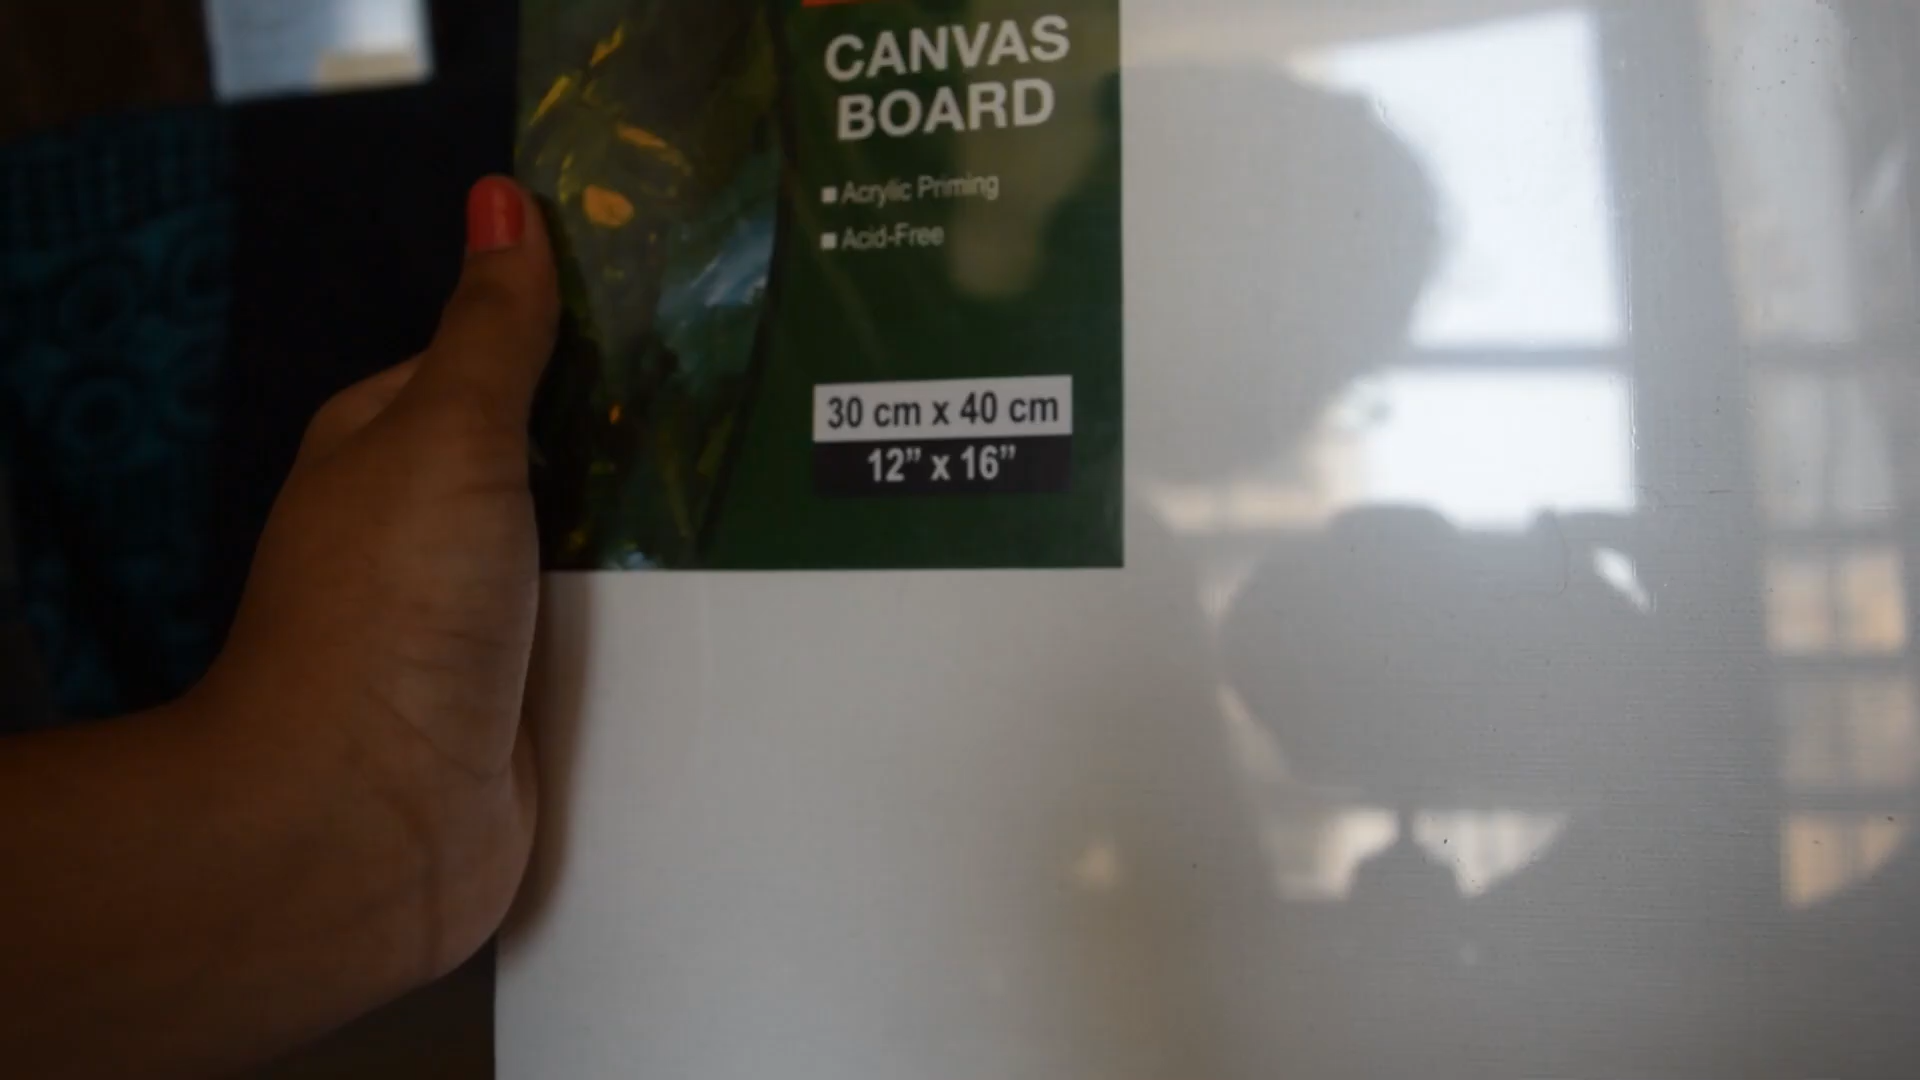 CANVAS
BOARD
Acrylic Priming
Acid-Free
30 cm x 40 cm
12” x 16”